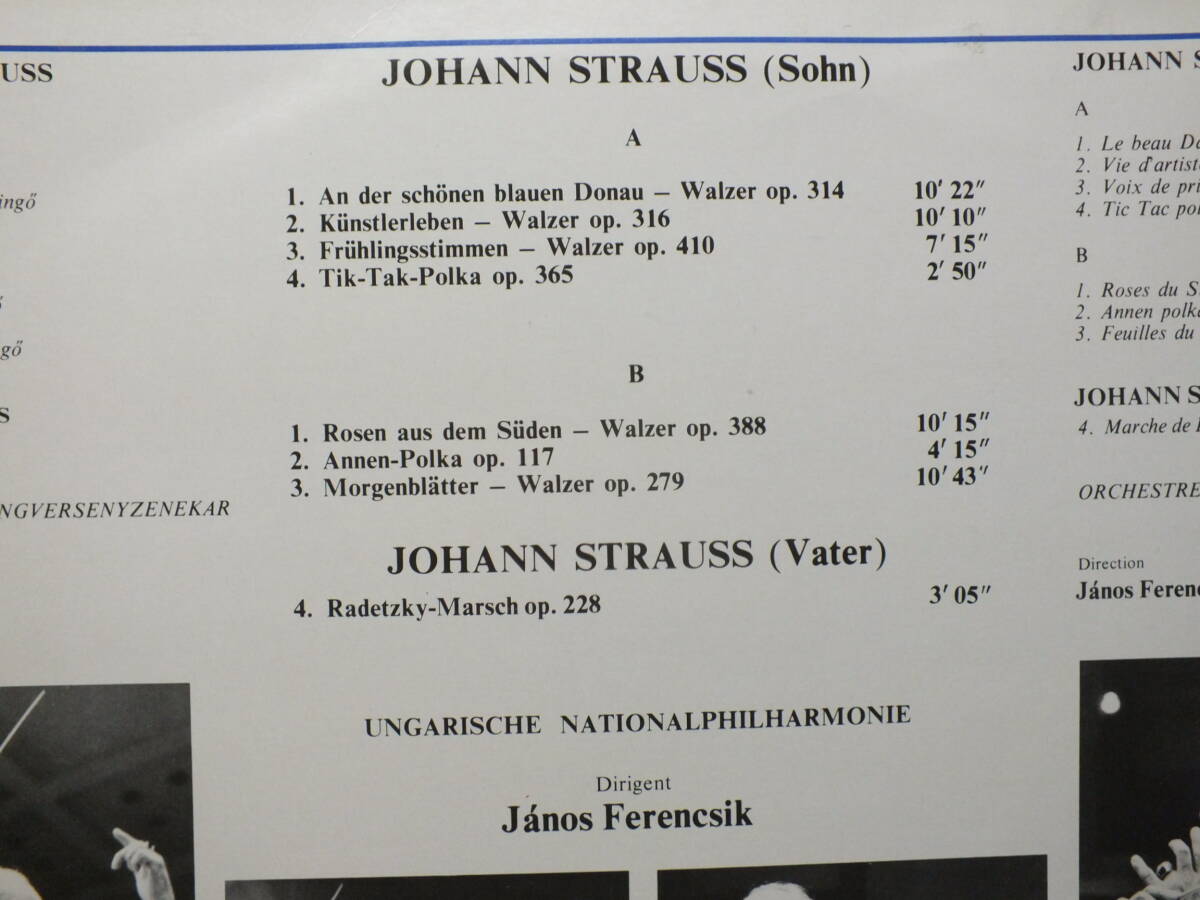 USS
ingő
gő
S
NGVERSENYZENEKAR
JOHANN STRAUSS (Sohn)
A
1. An der schönen blauen Donau – Walzer op. 314 10′ 22″
2. Künstlerleben – Walzer op. 316 10′ 10″
3. Frühlingsstimmen – Walzer op. 410 7′ 15″
4. Tik-Tak-Polka op. 365 2′ 50″
B
1. Rosen aus dem Süden – Walzer op. 388 10′ 15″
2. Annen-Polka op. 117 4′ 15″
3. Morgenblätter – Walzer op. 279 10′ 43″
JOHANN STRAUSS (Vater)
4. Radetzky-Marsch op. 228 3′ 05″
UNGARISCHE NATIONALPHILHARMONIE
Dirigent
János Ferencsik
JOHANN S
A
1. Le beau Da
2. Vie d'artiste
3. Voix de pri
4. Tic Tac pol
B
1. Roses du S
2. Annen polka
3. Feuilles du
JOHANN S
4. Marche de
ORCHESTRE
Direction
János Ferenc